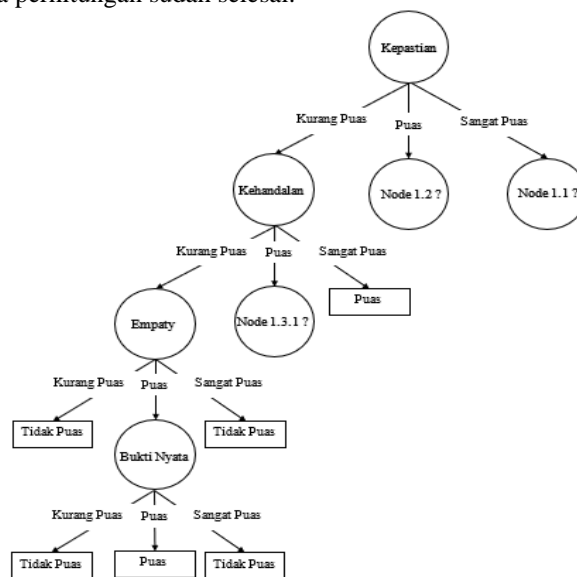 a perhitungan sudah selesai.
Kepastian
Kurang Puas
Puas
Sangat Puas
Kehandalan
Node 1.2 ?
Node 1.1 ?
Kurang Puas
Puas
Sangat Puas
Empaty
Node 1.3.1 ?
Puas
Kurang Puas
Puas
Sangat Puas
Tidak Puas
Bukti Nyata
Tidak Puas
Kurang Puas
Puas
Sangat Puas
Tidak Puas
Puas
Tidak Puas